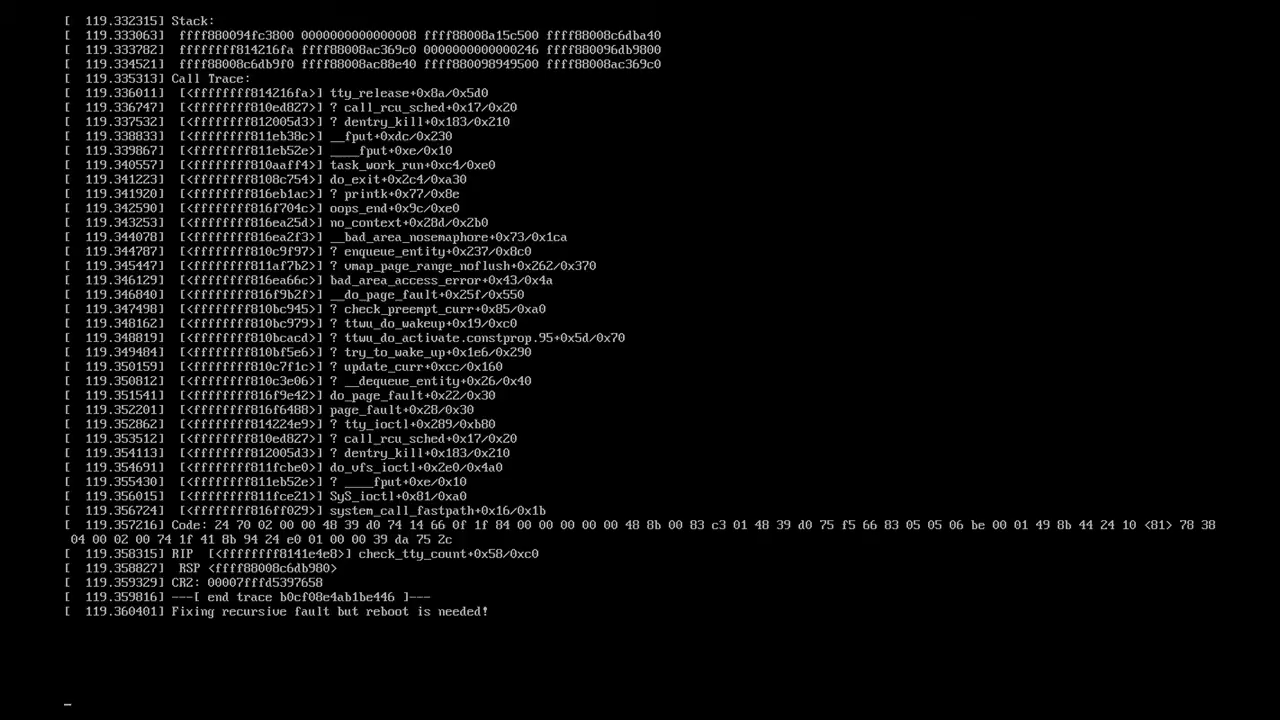 [  119.332315] Stack:
[  119.333063]  ffff880094fc3800 0000000000000008 ffff88008a15c500 ffff88008c6dba40
[  119.333782]  ffffffff814216fa ffff88008ac369c0 0000000000000246 ffff880096db9800
[  119.334521]  ffff88008c6db9f0 ffff88008ac88e40 ffff880098949500 ffff88008ac369c0
[  119.335313] Call Trace:
[  119.336011]  [<ffffffff814216fa>] tty_release+0x8a/0x5d0
[  119.336747]  [<ffffffff810ed827>] ? call_rcu_sched+0x17/0x20
[  119.337532]  [<ffffffff812005d3>] ? dentry_kill+0x183/0x210
[  119.338833]  [<ffffffff811eb38c>] __fput+0xdc/0x230
[  119.339867]  [<ffffffff811eb52e>] ____fput+0xe/0x10
[  119.340557]  [<ffffffff810aaff4>] task_work_run+0xc4/0xe0
[  119.341223]  [<ffffffff8108c754>] do_exit+0x2c4/0xa30
[  119.341920]  [<ffffffff816eb1ac>] ? printk+0x77/0x8e
[  119.342590]  [<ffffffff816f704c>] oops_end+0x9c/0xe0
[  119.343253]  [<ffffffff816ea25d>] no_context+0x28d/0x2b0
[  119.344078]  [<ffffffff816ea2f3>] __bad_area_nosemaphore+0x73/0x1ca
[  119.344787]  [<ffffffff810c9f97>] ? enqueue_entity+0x237/0x8c0
[  119.345447]  [<ffffffff811af7b2>] ? vmap_page_range_noflush+0x262/0x370
[  119.346129]  [<ffffffff816ea66c>] bad_area_access_error+0x43/0x4a
[  119.346840]  [<ffffffff816f9b2f>] __do_page_fault+0x25f/0x550
[  119.347498]  [<ffffffff810bc945>] ? check_preempt_curr+0x85/0xa0
[  119.348162]  [<ffffffff810bc979>] ? ttwu_do_wakeup+0x19/0xc0
[  119.348819]  [<ffffffff810bcacd>] ? ttwu_do_activate.constprop.95+0x5d/0x70
[  119.349484]  [<ffffffff810bf5e6>] ? try_to_wake_up+0x1e6/0x290
[  119.350159]  [<ffffffff810c7f1c>] ? update_curr+0xcc/0x160
[  119.350812]  [<ffffffff810c3e06>] ? __dequeue_entity+0x26/0x40
[  119.351541]  [<ffffffff816f9e42>] do_page_fault+0x22/0x30
[  119.352201]  [<ffffffff816f6488>] page_fault+0x28/0x30
[  119.352862]  [<ffffffff814224e9>] ? tty_ioctl+0x289/0xb80
[  119.353512]  [<ffffffff810ed827>] ? call_rcu_sched+0x17/0x20
[  119.354113]  [<ffffffff812005d3>] ? dentry_kill+0x183/0x210
[  119.354691]  [<ffffffff811fcbe0>] do_vfs_ioctl+0x2e0/0x4a0
[  119.355430]  [<ffffffff811eb52e>] ? ____fput+0xe/0x10
[  119.356015]  [<ffffffff811fce21>] SyS_ioctl+0x81/0xa0
[  119.356724]  [<ffffffff816ff029>] system_call_fastpath+0x16/0x1b
[  119.357216] Code: 24 70 02 00 00 48 39 d0 74 14 66 0f 1f 84 00 00 00 00 00 48 8b 00 83 c3 01 48 39 d0 75 f5 66 83 05 05 06 be 00 01 49 8b 44 24 10 <81> 78 38
04 00 02 00 74 1f 41 8b 94 24 e0 01 00 00 39 da 75 2c
[  119.358315] RIP  [<ffffffff8141e4e8>] check_tty_count+0x58/0xc0
[  119.358827]  RSP <ffff88008c6db980>
[  119.359329] CR2: 00007fffd5397658
[  119.359816] ---[ end trace b0cf08e4ab1be446 ]---
[  119.360401] Fixing recursive fault but reboot is needed!